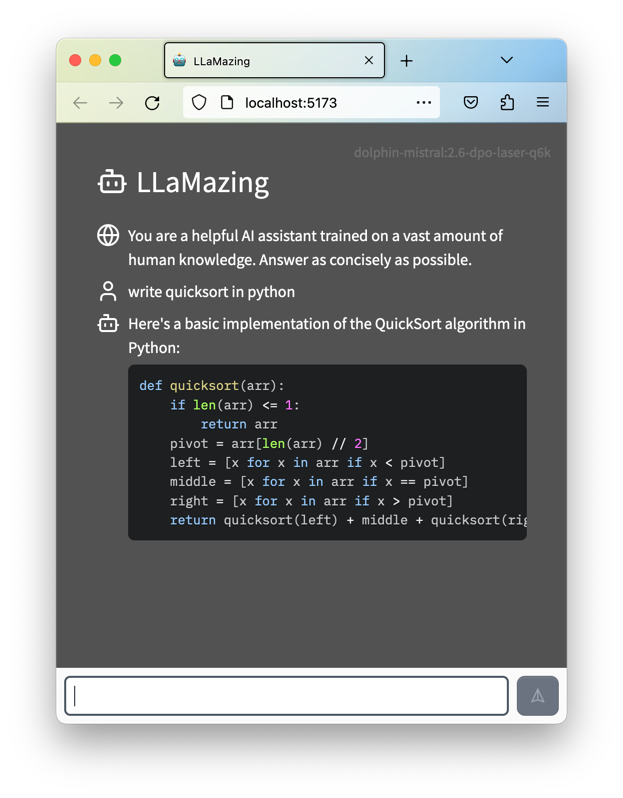 LLaMazing
localhost:5173
dolphin-mistral:2.6-dpo-laser-q6k
LLaMazing
You are a helpful AI assistant trained on a vast amount of
human knowledge. Answer as concisely as possible.
write quicksort in python
Here's a basic implementation of the QuickSort algorithm in
Python:
def quicksort(arr):
    if len(arr) <= 1:
        return arr
    pivot = arr[len(arr) // 2]
    left = [x for x in arr if x < pivot]
    middle = [x for x in arr if x == pivot]
    right = [x for x in arr if x > pivot]
    return quicksort(left) + middle + quicksort(rig